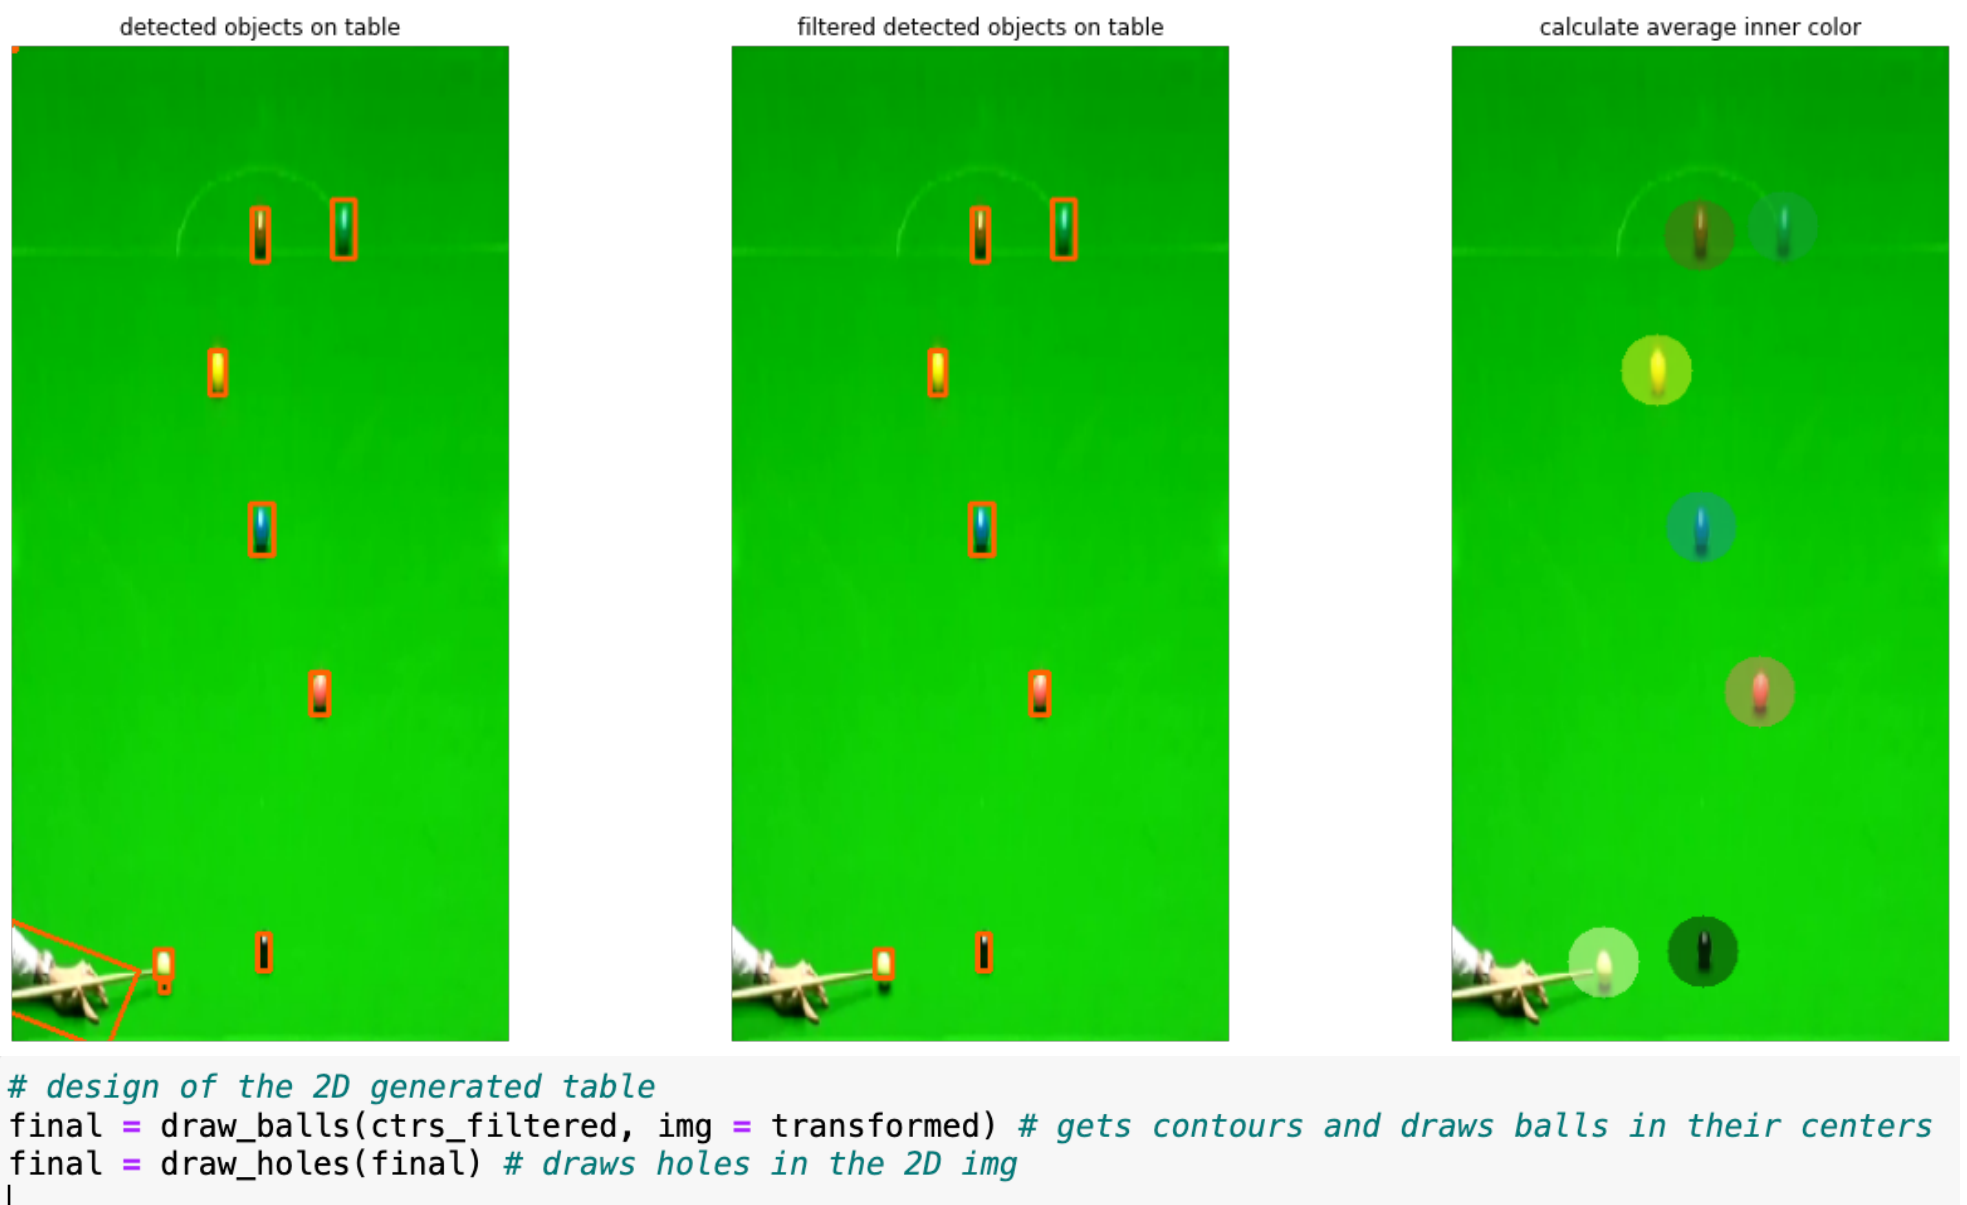 detected objects on table
filtered detected objects on table
calculate average inner color
# design of the 2D generated table
final = draw_balls(ctrs_filtered, img = transformed) # gets contours and draws balls in their centers
final = draw_holes(final) # draws holes in the 2D img